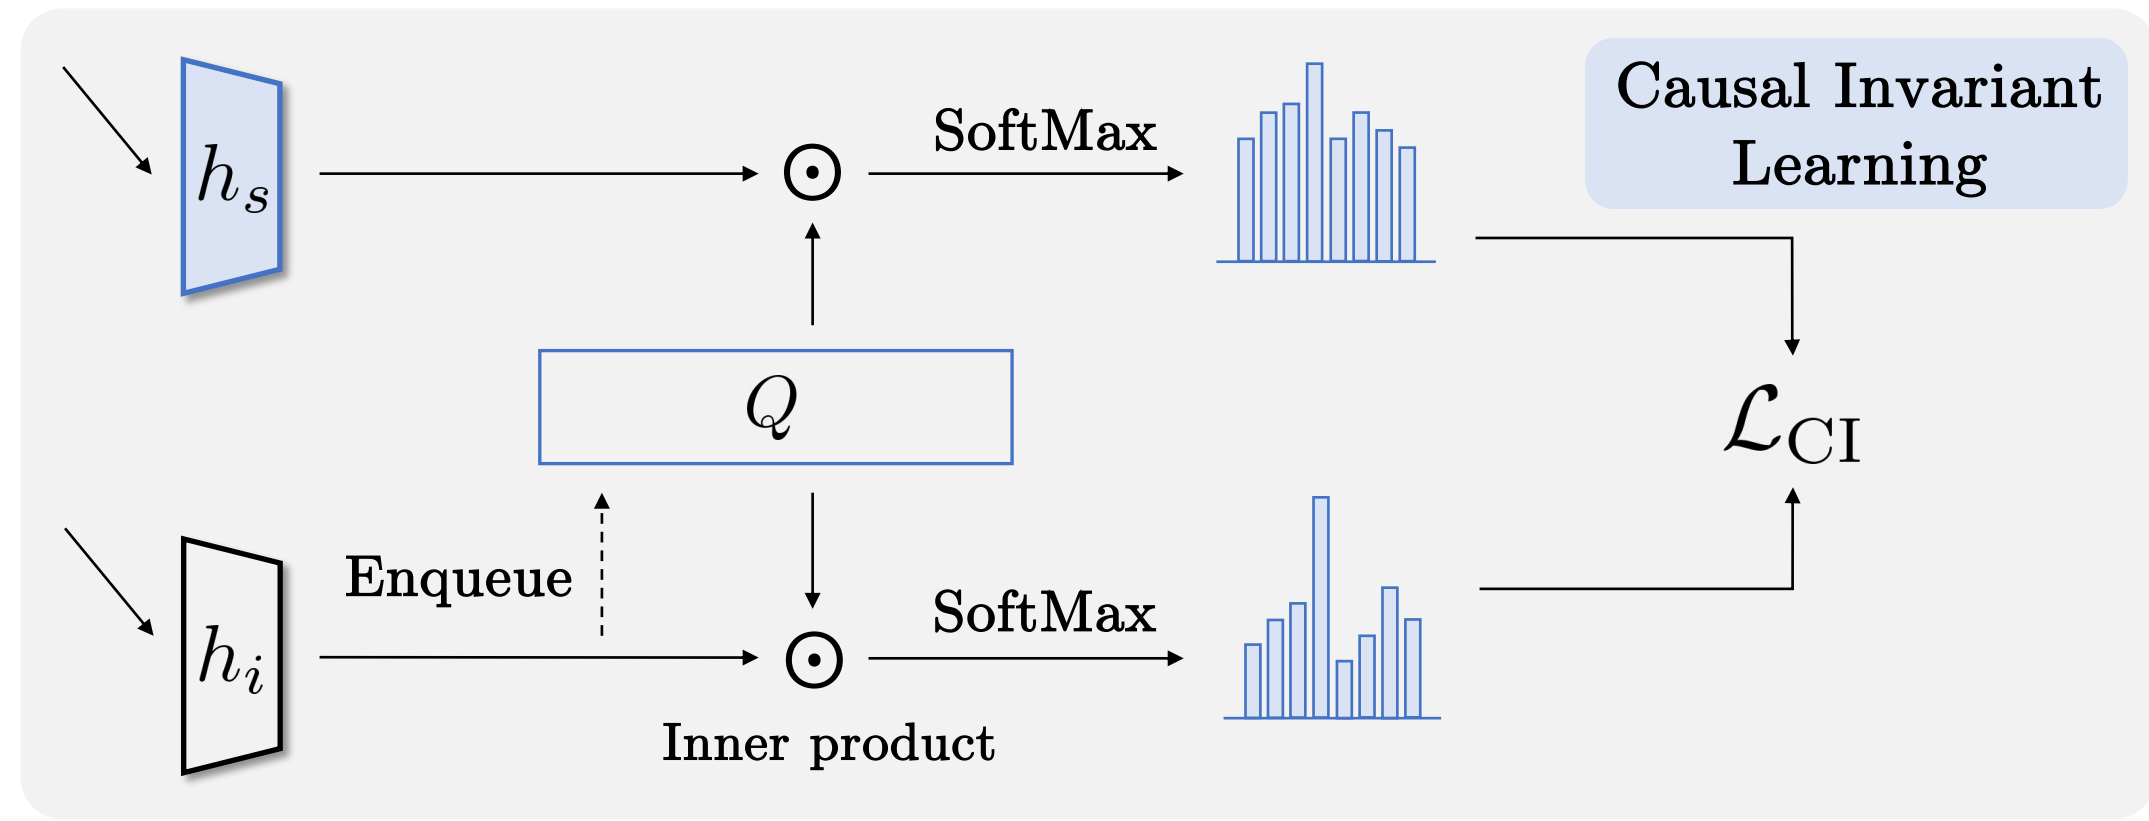 Causal Invariant
Learning
h_s
⊙
SoftMax
Q
ℒ_CI
Enqueue
h_i
⊙
SoftMax
Inner product